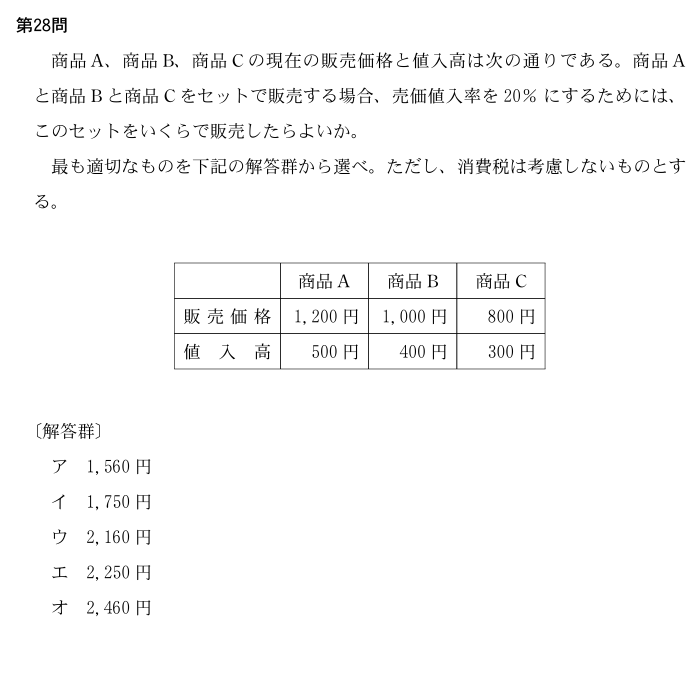 第28問
商品A、商品B、商品Cの現在の販売価格と値入高は次の通りである。商品A
と商品Bと商品Cをセットで販売する場合、売価値入率を20％にするためには、
このセットをいくらで販売したらよいか。
最も適切なものを下記の解答群から選べ。ただし、消費税は考慮しないものとす
る。
商品A 商品B 商品C
販売価格 1,200円 1,000円 800円
値入高 500円 400円 300円
〔解答群〕
ア 1,560円
イ 1,750円
ウ 2,160円
エ 2,250円
オ 2,460円